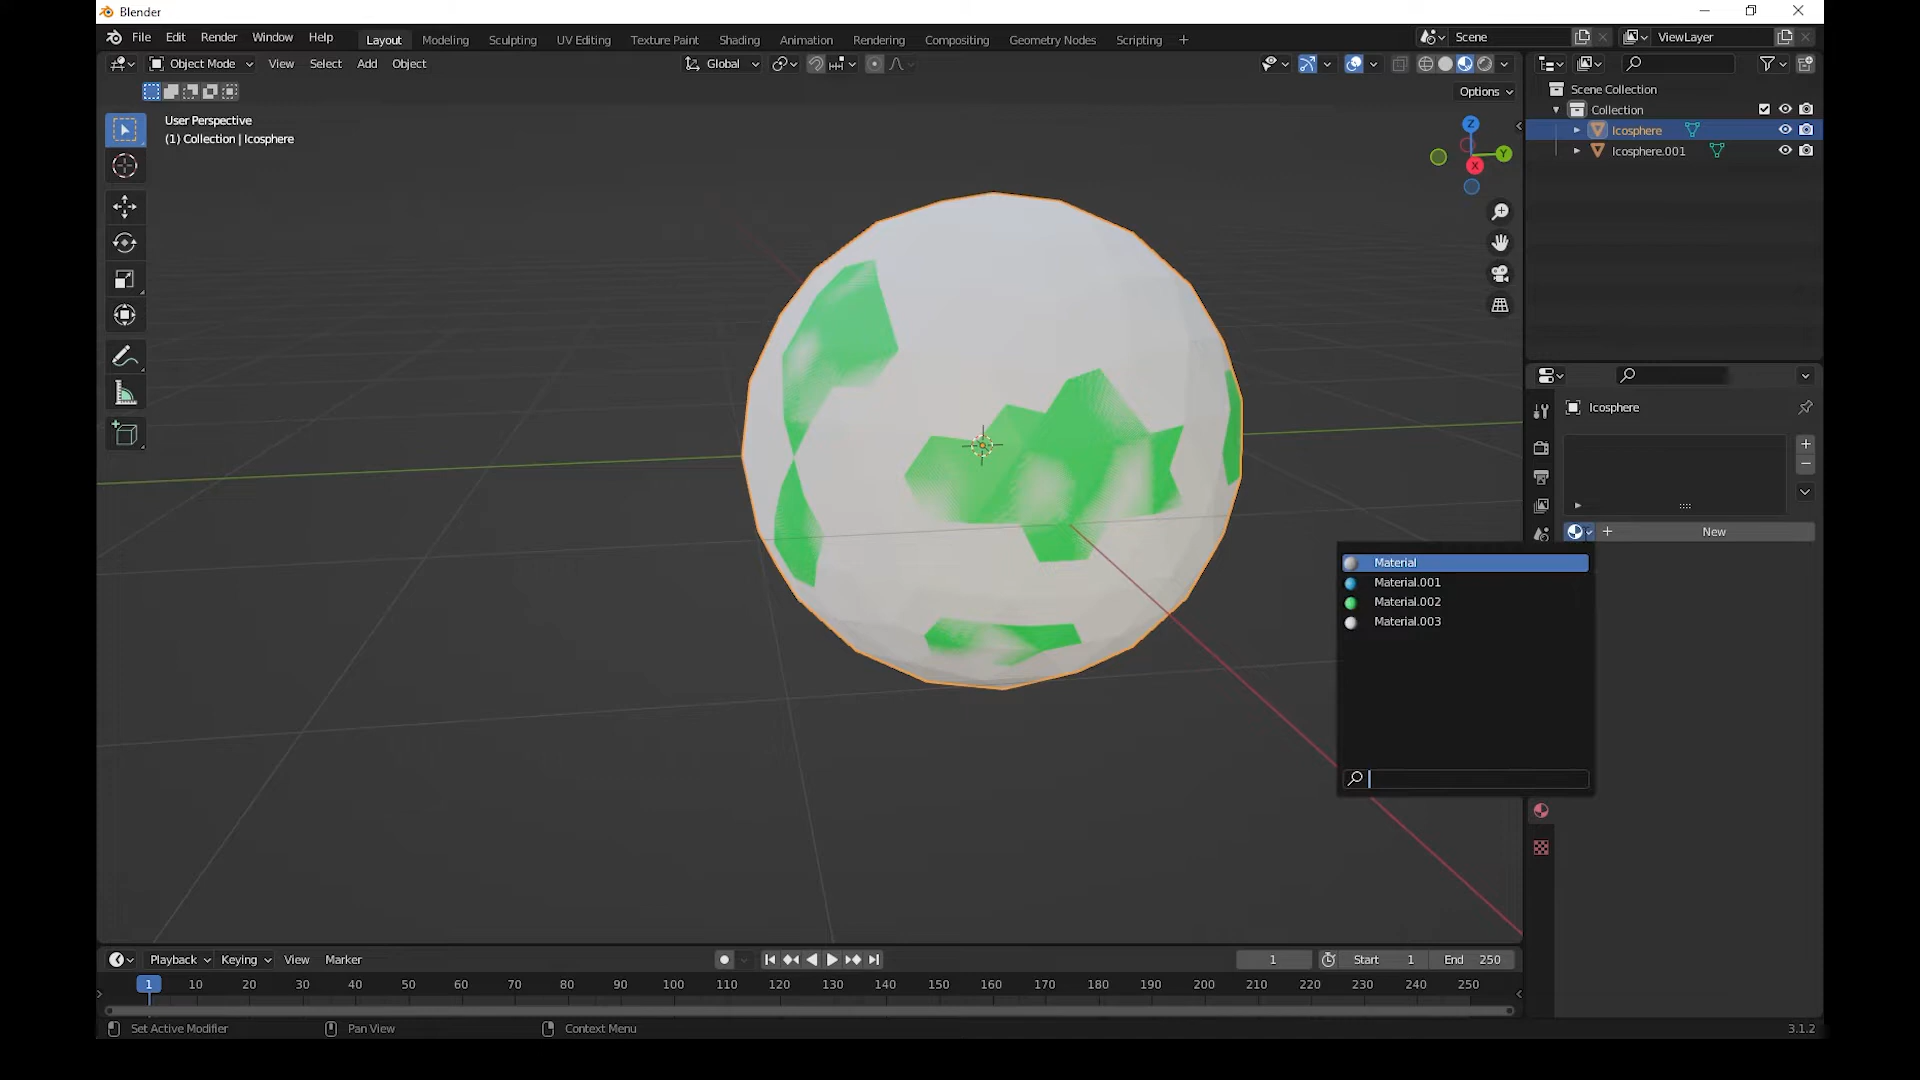 Blender
File Edit Render Window Help Layout Modeling Sculpting UV Editing Texture Paint Shading Animation Rendering Compositing Geometry Nodes Scripting + Scene ViewLayer
Object Mode View Select Add Object Global
Options
User Perspective
(1) Collection | Icosphere
Z
Y
X
Scene Collection
Collection
Icosphere
Icosphere.001
Icosphere
New
Material
Material.001
Material.002
Material.003
Playback Keying View Marker 1 Start 1 End 250
1 10 20 30 40 50 60 70 80 90 100 110 120 130 140 150 160 170 180 190 200 210 220 230 240 250
Set Active Modifier Pan View Context Menu 3.1.2